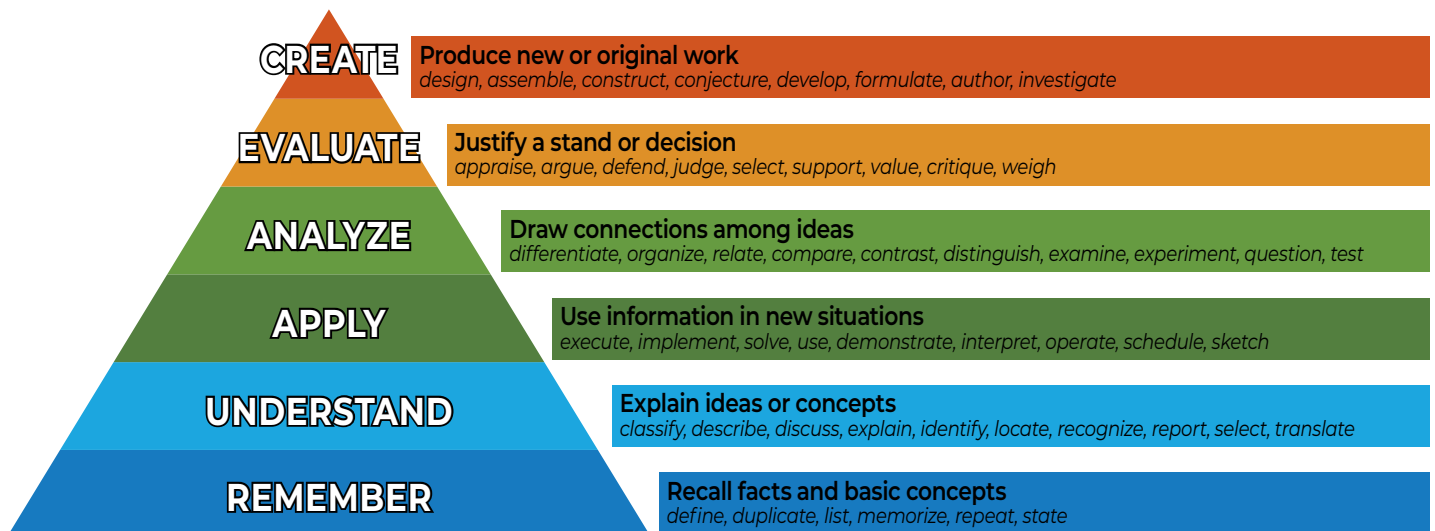 CREATE
Produce new or original work
design, assemble, construct, conjecture, develop, formulate, author, investigate
EVALUATE
Justify a stand or decision
appraise, argue, defend, judge, select, support, value, critique, weigh
ANALYZE
Draw connections among ideas
differentiate, organize, relate, compare, contrast, distinguish, examine, experiment, question, test
APPLY
Use information in new situations
execute, implement, solve, use, demonstrate, interpret, operate, schedule, sketch
UNDERSTAND
Explain ideas or concepts
classify, describe, discuss, explain, identify, locate, recognize, report, select, translate
REMEMBER
Recall facts and basic concepts
define, duplicate, list, memorize, repeat, state